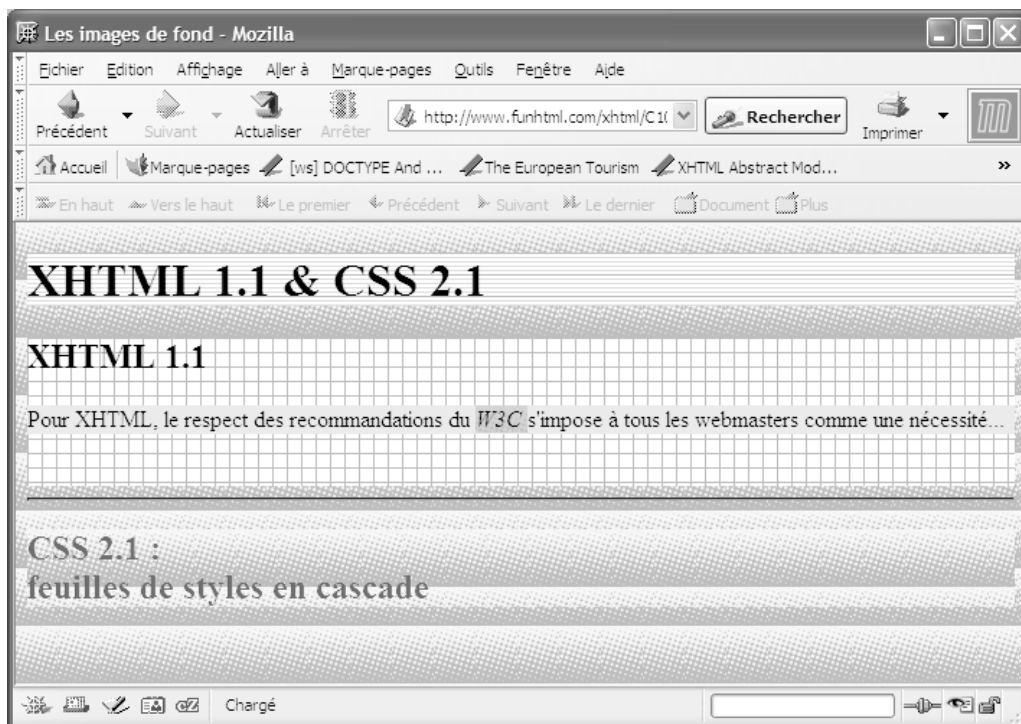 Les images de fond - Mozilla
Fichier Edition Affichage Aller à Marque-pages Outils Fenêtre Aide
Précédent Suivant Actualiser Arrêter http://www.funhtml.com/xhtml/C1( Rechercher Imprimer
Accueil Marque-pages [ws] DOCTYPE And ... The European Tourism XHTML Abstract Mod... »
En haut Vers le haut Le premier Précédent Suivant Le dernier Document Plus
XHTML 1.1 & CSS 2.1
XHTML 1.1
Pour XHTML, le respect des recommandations du W3C s'impose à tous les webmasters comme une nécessité...
CSS 2.1 :
feuilles de styles en cascade
Chargé